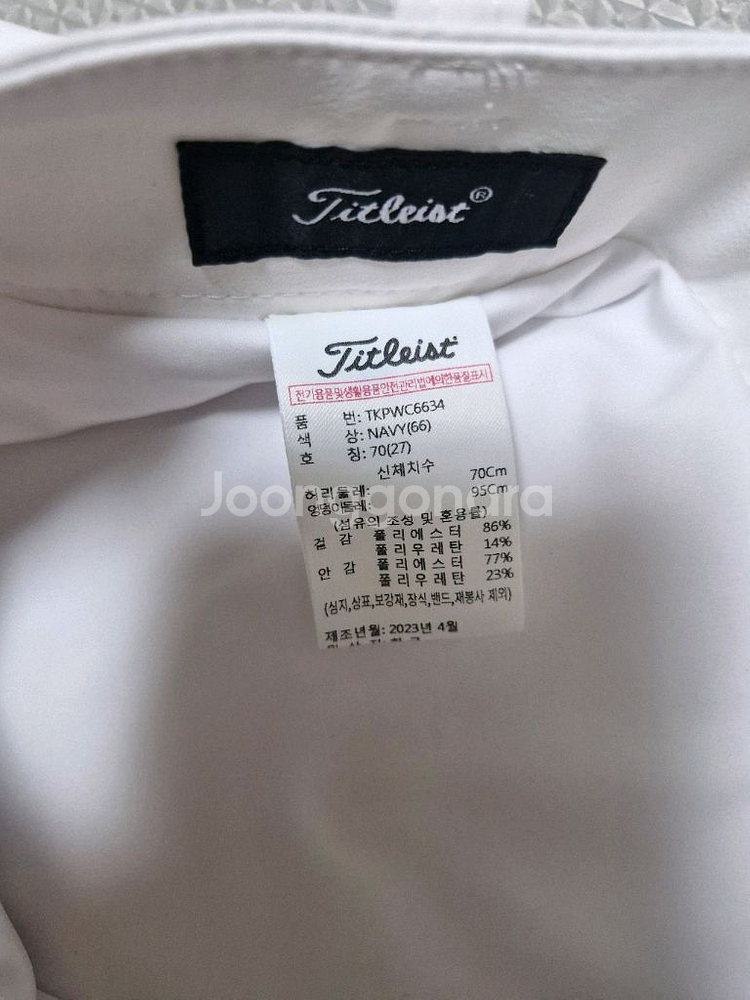 Titleist®
Titleist
전기용품및생활용품안전관리법에의한품질표시
품 번: TKPWC6634
색 상: NAVY(66)
호 칭: 70(27)
신체치수
허리둘레: 70Cm
엉덩이둘레: 95Cm
Joonggonara
(섬유의 조성 및 혼용률)
겉 감 폴리에스터 86%
폴리우레탄 14%
안 감 폴리에스터 77%
폴리우레탄 23%
(심지,상표,보강재,장식,밴드,재봉사 제외)
제조년월: 2023년 4월